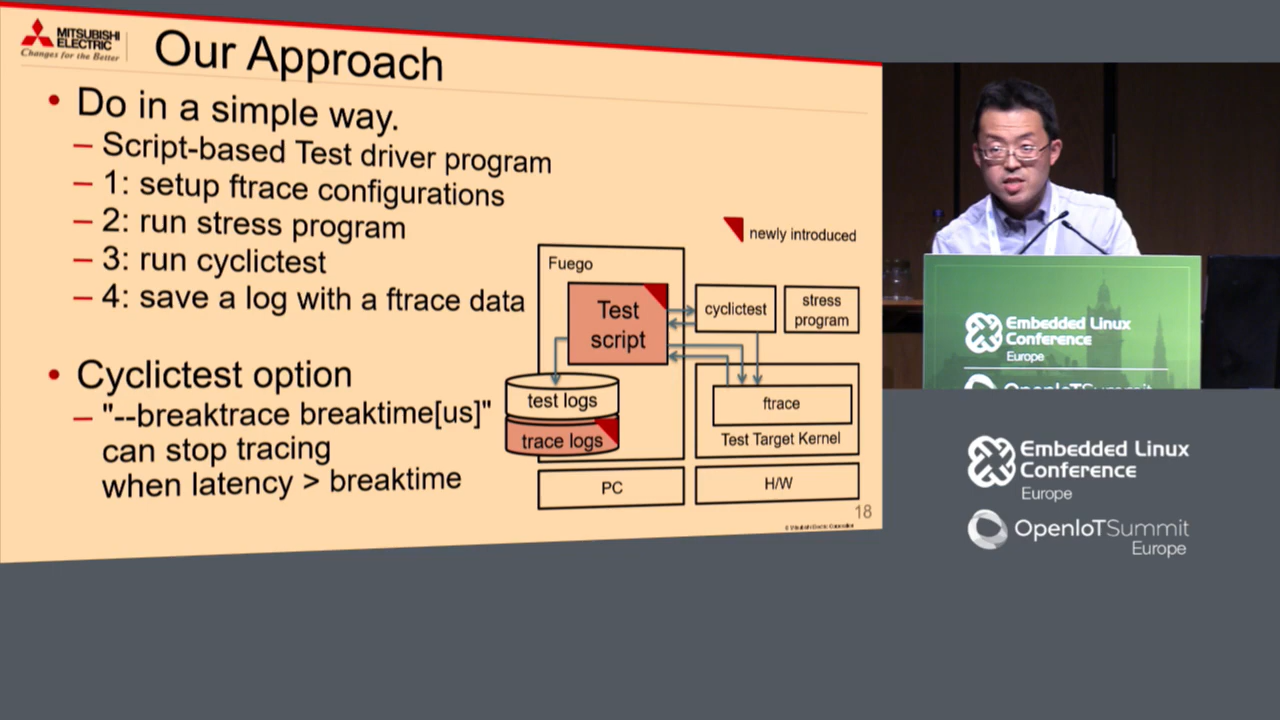 MITSUBISHI
ELECTRIC
Changes for the Better
Our Approach
• Do in a simple way.
– Script-based Test driver program
– 1: setup ftrace configurations
– 2: run stress program
– 3: run cyclictest
– 4: save a log with a ftrace data
• Cyclictest option
– "--breaktrace breaktime[us]"
can stop tracing
when latency > breaktime
newly introduced
Fuego
Test
script
cyclictest
stress
program
test logs
trace logs
ftrace
Test Target Kernel
PC
H/W
18
Embedded Linux
Conference
Europe
OpenIoTSummit
Embedded Linux
Conference
Europe
OpenIoTSummit
Europe